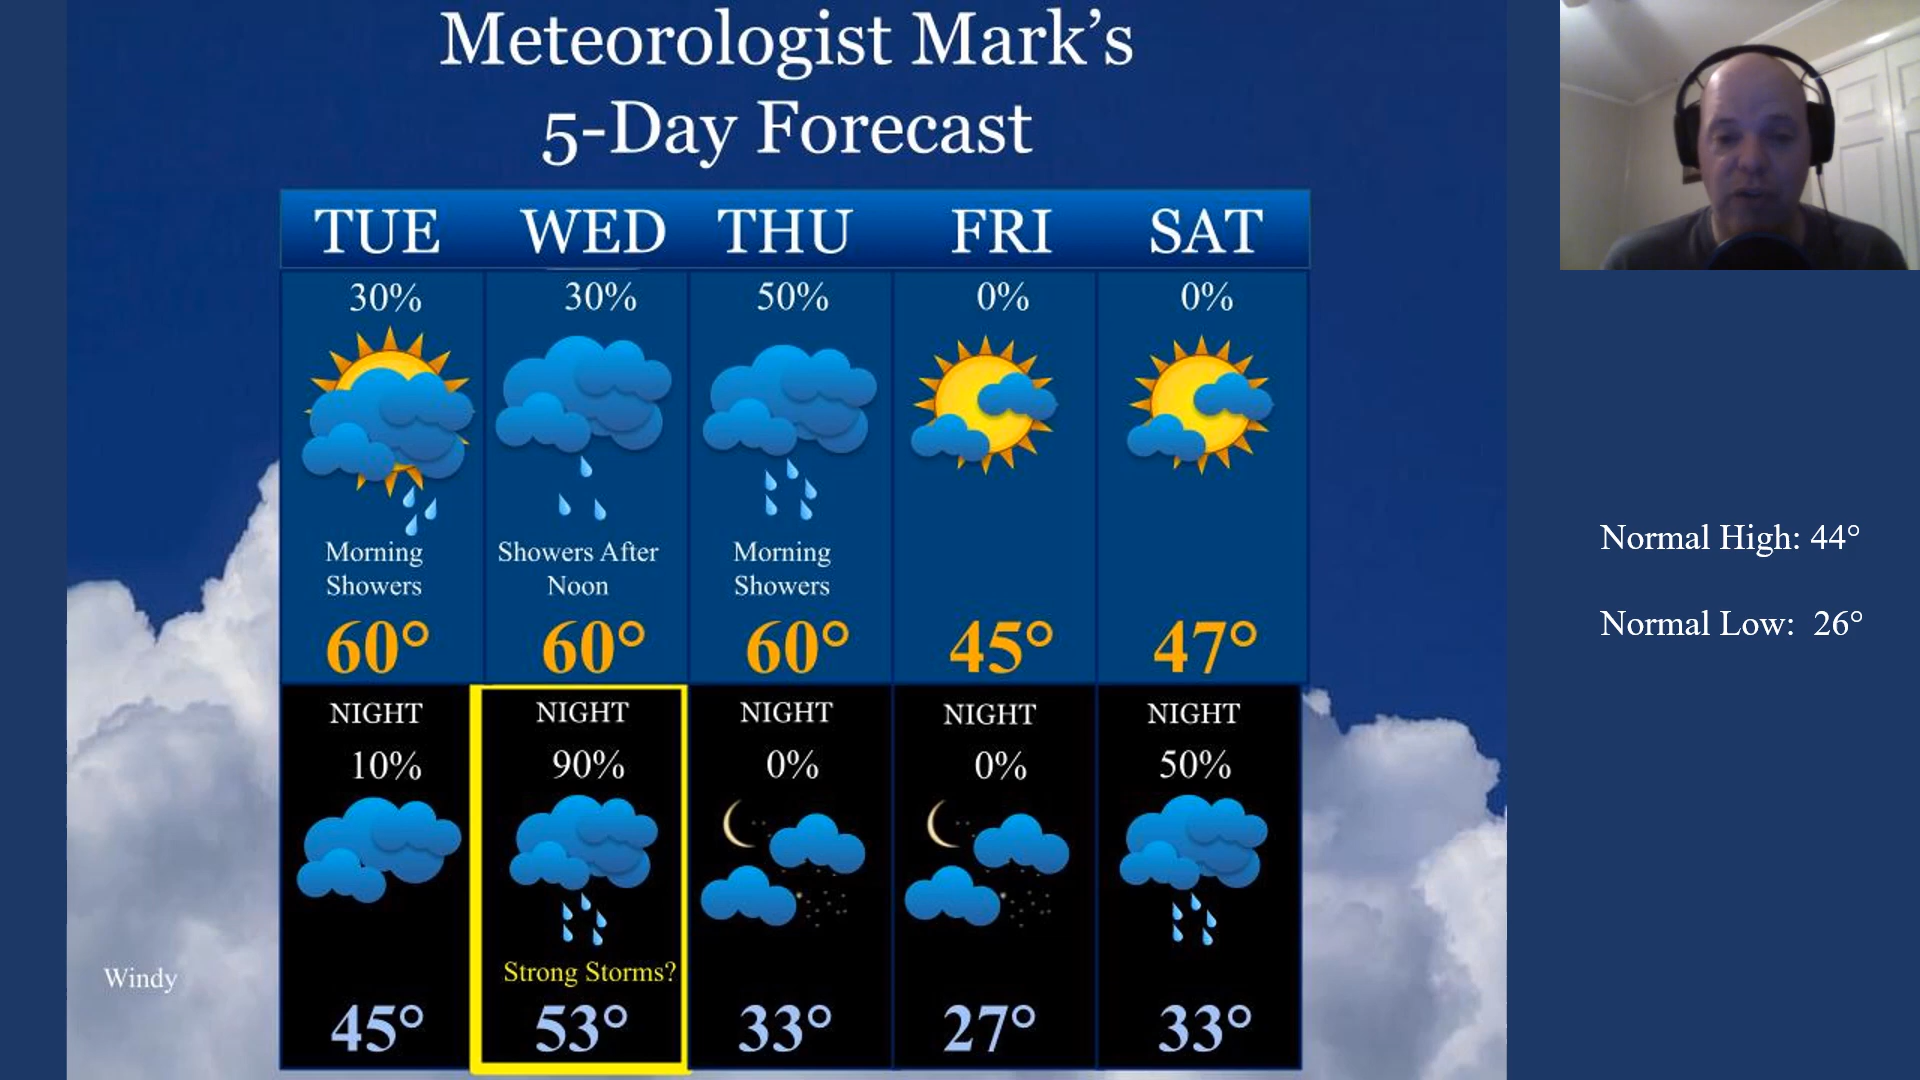 Meteorologist Mark’s
5-Day Forecast
TUE WED THU FRI SAT
30% 30% 50% 0% 0%
Morning
Showers
Showers After
Noon
Morning
Showers
60° 60° 60° 45° 47°
NIGHT NIGHT NIGHT NIGHT NIGHT
10% 90% 0% 0% 50%
Strong Storms?
45° 53° 33° 27° 33°
Windy
Normal High: 44°
Normal Low: 26°